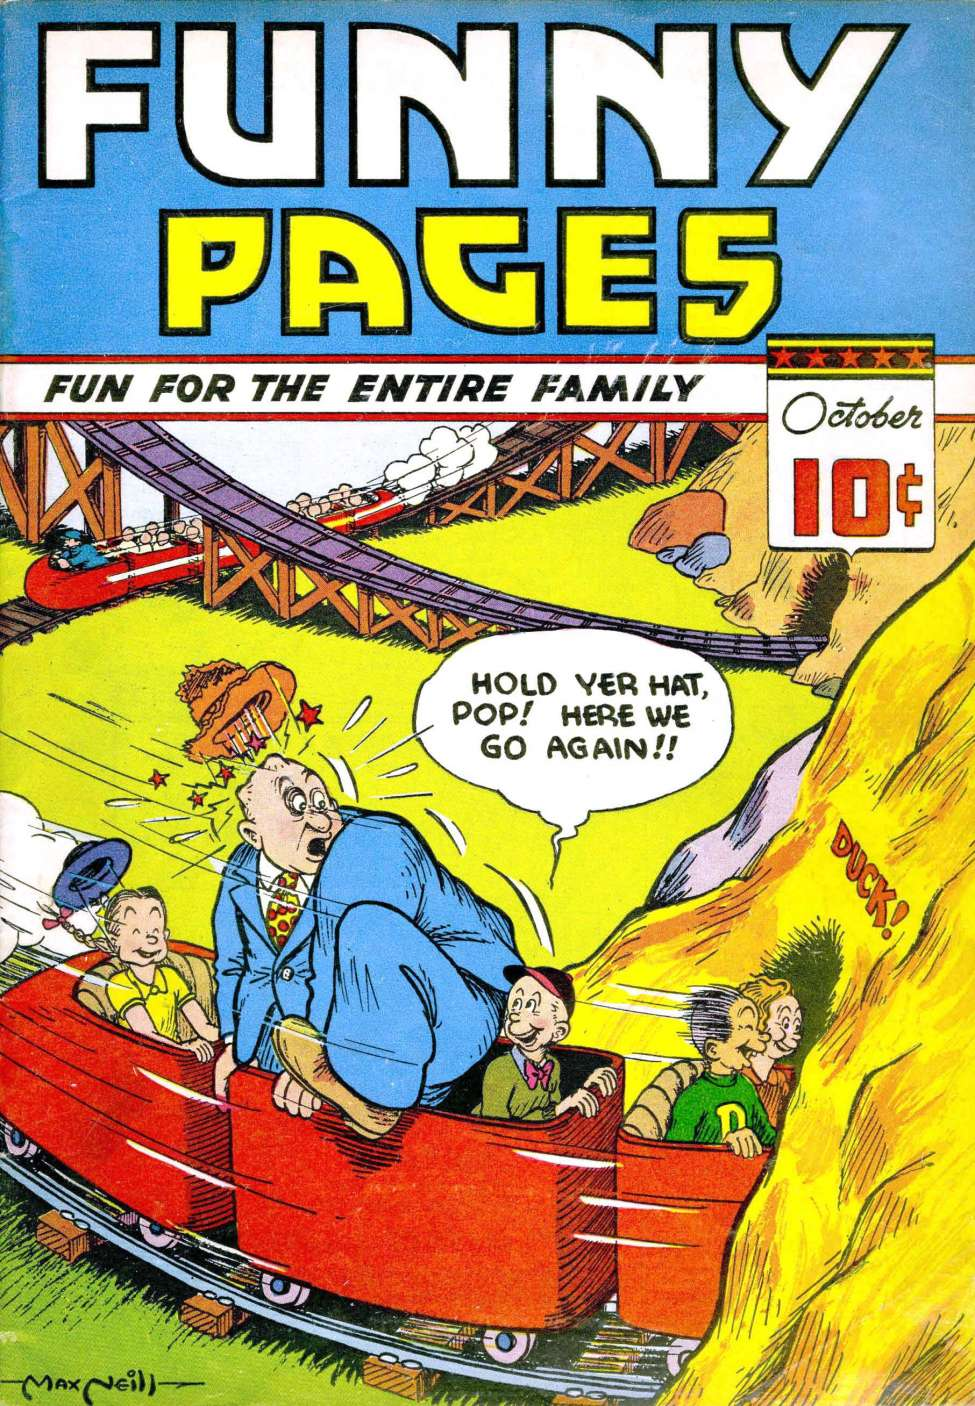 FUNNY
PAGES
FUN FOR THE ENTIRE FAMILY
October
10¢
HOLD YER HAT,
POP! HERE WE
GO AGAIN!!
DUCK!
D
MAX NEILL